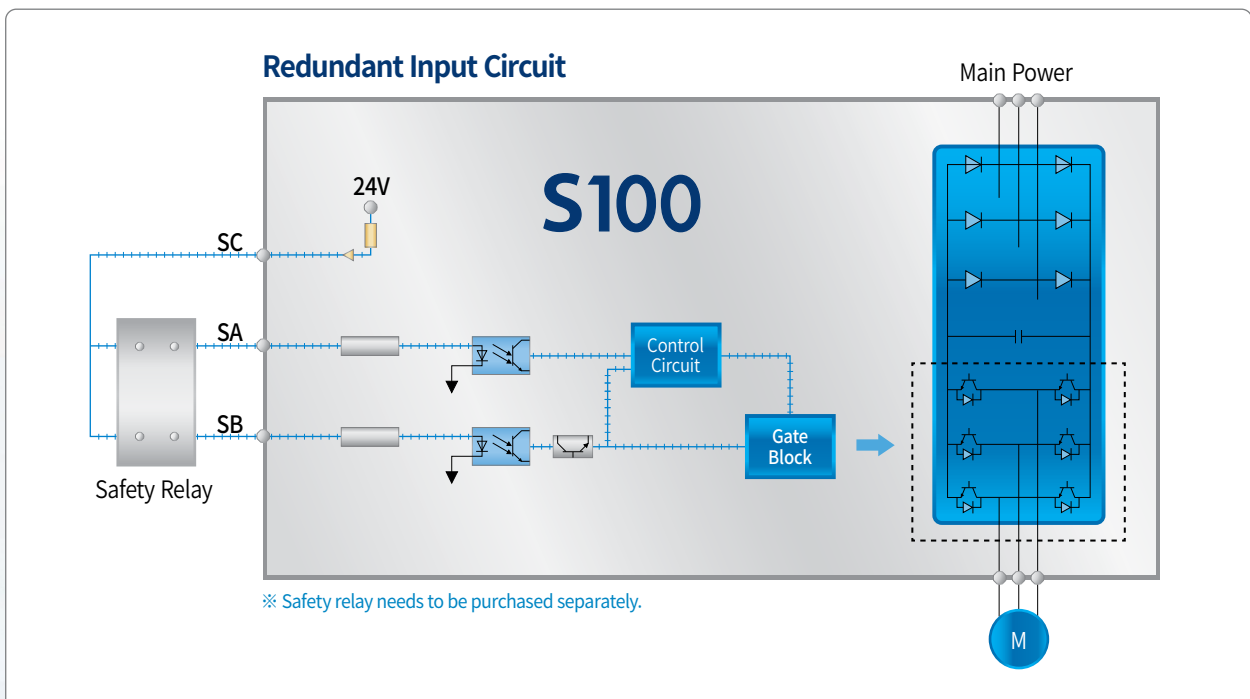 Redundant Input Circuit
Main Power
S100
24V
SC
SA
SB
Control
Circuit
Gate
Block
Safety Relay
※ Safety relay needs to be purchased separately.
M